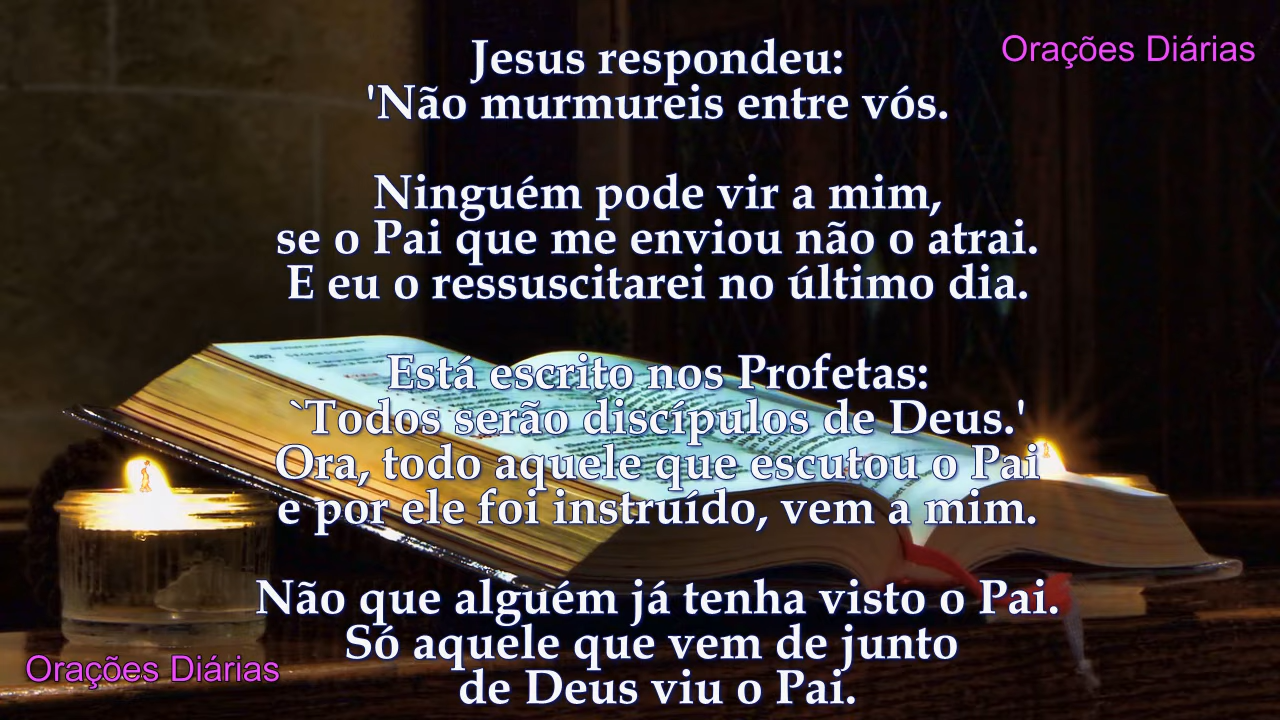 Orações Diárias
Jesus respondeu:
'Não murmureis entre vós.
Ninguém pode vir a mim,
se o Pai que me enviou não o atrai.
E eu o ressuscitarei no último dia.
Está escrito nos Profetas:
`Todos serão discípulos de Deus.'
Ora, todo aquele que escutou o Pai
e por ele foi instruído, vem a mim.
Não que alguém já tenha visto o Pai.
Só aquele que vem de junto
de Deus viu o Pai.
Orações Diárias